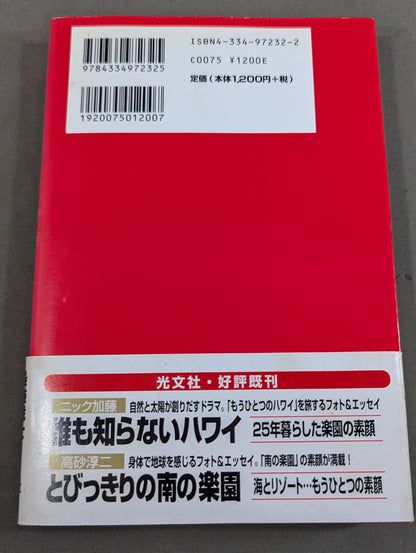 ISBN4-334-97232-2
C0075 ¥1200E
定価(本体1,200円+税)
9784334972325
1920075012007
光文社・好評既刊
ニック加藤 自然と太陽が創りだすドラマ。「もうひとつのハワイ」を旅するフォト&エッセイ
誰も知らないハワイ 25年暮らした楽園の素顔
高砂淳二 身体で地球を感じるフォト&エッセイ。「南の楽園」の素顔が満載!
とびっきりの南の楽園 海とリゾート…もうひとつの素顔